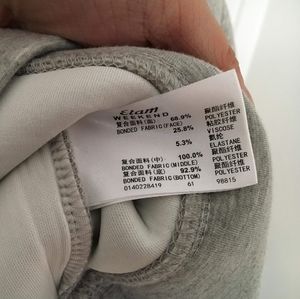 Etam
WEEKEND
复合面料(面) 68.9% 聚酯纤维
BONDED FABRIC(FACE) POLYESTER
25.8% 粘胶纤维
VISCOSE
5.3% 氨纶
ELASTANE
复合面料(中) 100.0% 聚酯纤维
BONDED FABRIC(MIDDLE) POLYESTER
复合面料(底) 92.9% 聚酯纤维
BONDED FABRIC(BOTTOM) POLYESTER
0140228419 61 98815